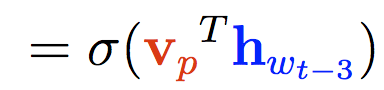 = σ(v_p^T h_{w_{t−3}})